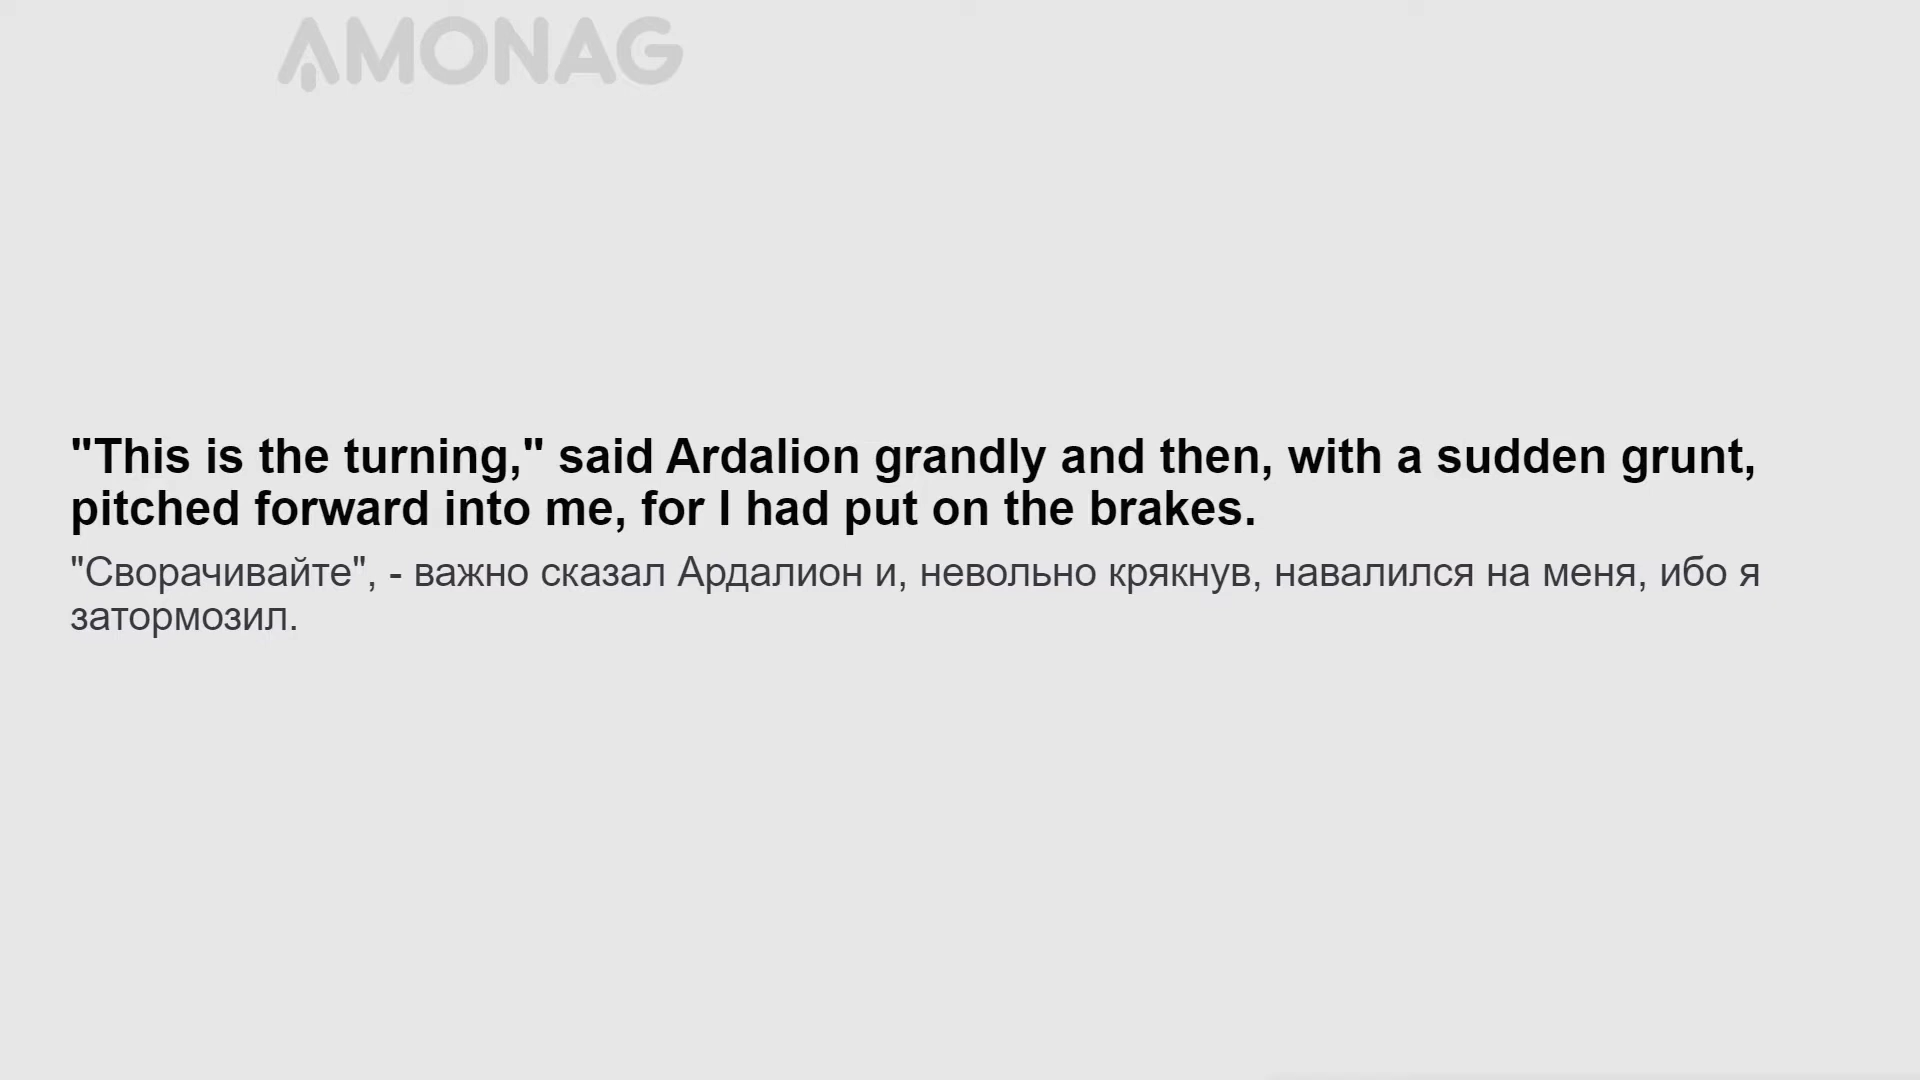 AMONAG
"This is the turning," said Ardalion grandly and then, with a sudden grunt,
pitched forward into me, for I had put on the brakes.
"Сворачивайте", - важно сказал Ардалион и, невольно крякнув, навалился на меня, ибо я
затормозил.